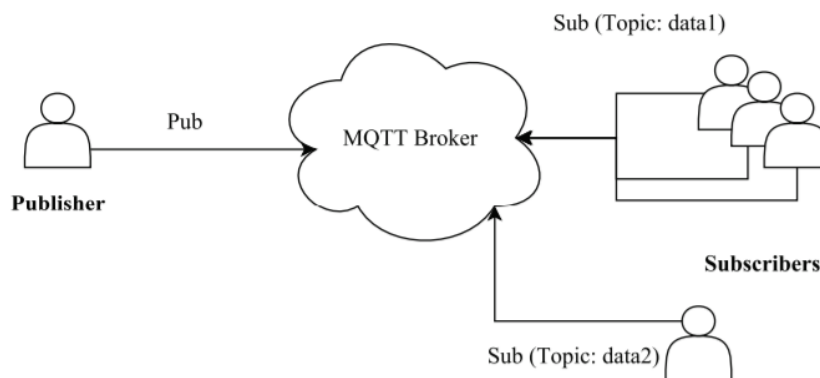 Sub (Topic: data1)
Pub
MQTT Broker
Publisher
Subscribers
Sub (Topic: data2)